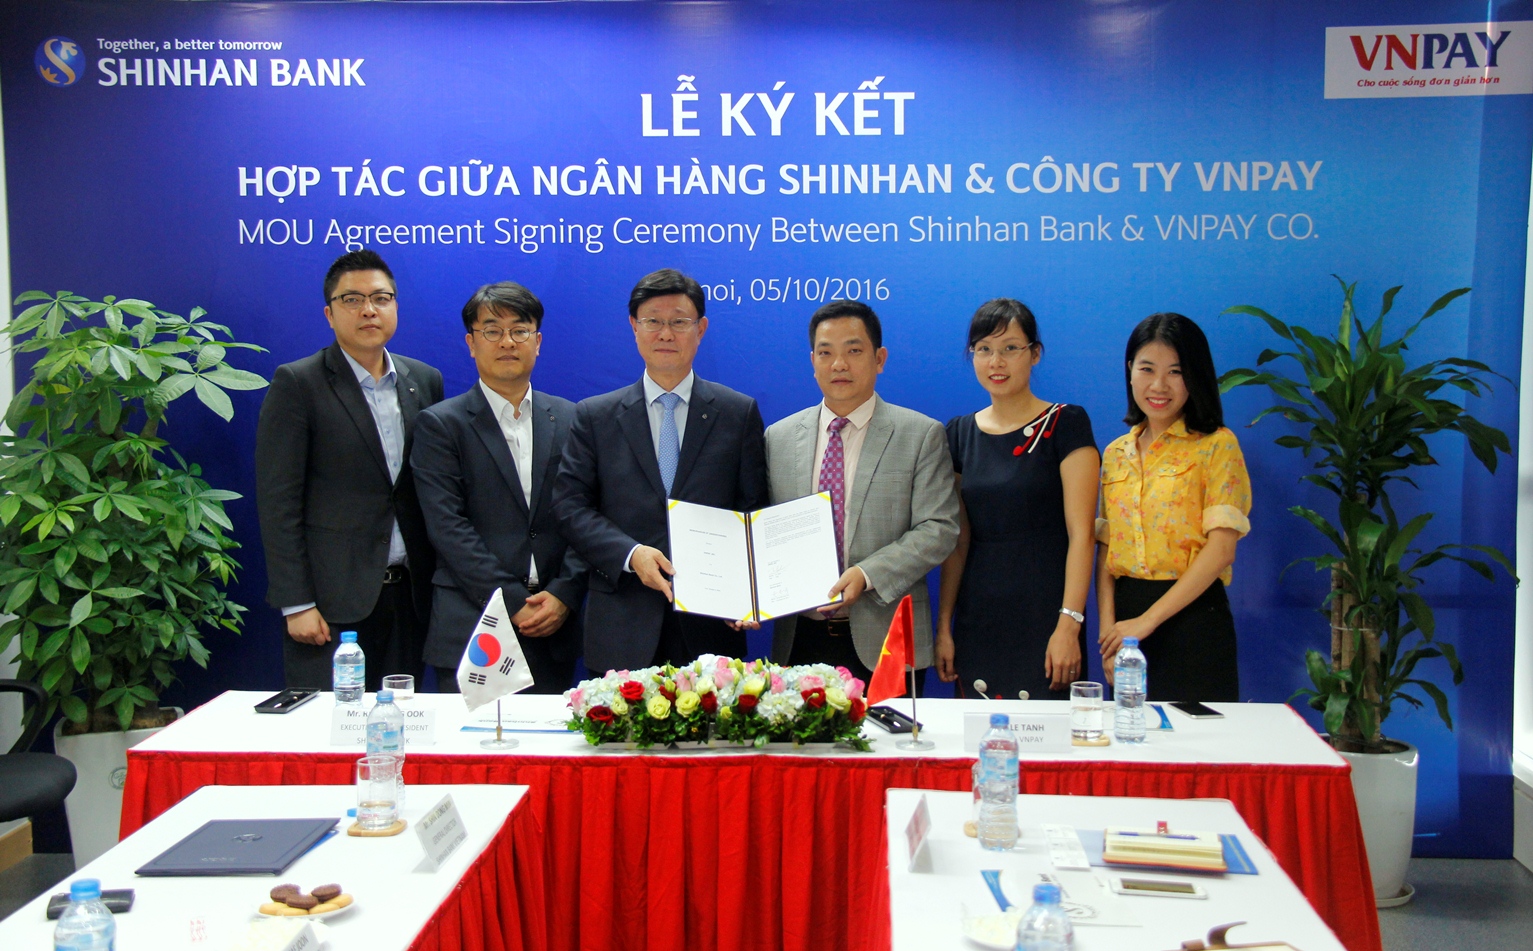 Together, a better tomorrow
SHINHAN BANK
VNPAY
Cho cuộc sống đơn giản hơn
LỄ KÝ KẾT
HỢP TÁC GIỮA NGÂN HÀNG SHINHAN & CÔNG TY VNPAY
MOU Agreement Signing Ceremony Between Shinhan Bank & VNPAY CO.
noi, 05/10/2016
Mr. OOK
LE TANH
VNPAY